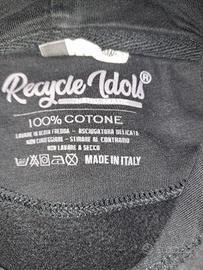 Recycle Idols®
100% COTONE
LAVARE IN ACQUA FREDDA - ASCIUGATURA DELICATA
NON CANDEGGIARE - STIRARE AL CONTRARIO
NON LAVARE A SECCO
MADE IN ITALY